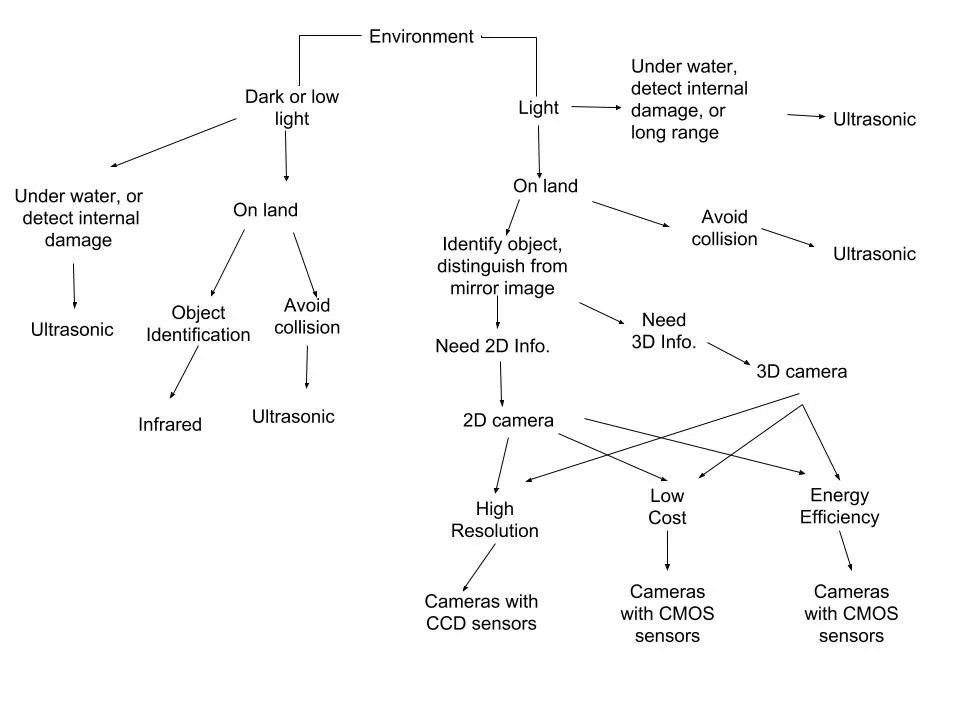 Environment
Dark or low
light
Light
Under water,
detect internal
damage, or
long range
Ultrasonic
Under water, or
detect internal
damage
On land
On land
Avoid
collision
Ultrasonic
Identify object,
distinguish from
mirror image
Ultrasonic
Object
Identification
Avoid
collision
Need 2D Info.
Need
3D Info.
3D camera
Infrared
Ultrasonic
2D camera
High
Resolution
Low
Cost
Energy
Efficiency
Cameras with
CCD sensors
Cameras
with CMOS
sensors
Cameras
with CMOS
sensors